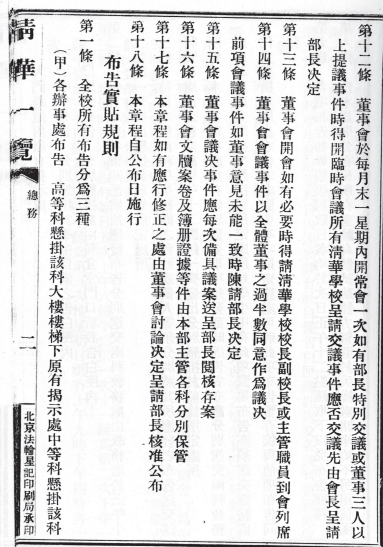 第十二條　董事會於每月末一星期內開常會一次如有部長特別交議或董事三人以
上提議事件時得開臨時會議所有清華學校呈請交議事件應否交議先由會長呈請
部長决定
第十三條　董事會開會如有必要時得請清華學校校長副校長或主管職員到會列席
第十四條　董事會會議事件以全體董事之過半數同意作爲議决
前項會議事件如董事意見未能一致時陳請部長决定
第十五條　董事會議决事件應每次備具議案送呈部長閱核存案
第十六條　董事會文牘案卷及簿册證據等件由本部主管各科分別保管
第十七條　本章程如有應行修正之處由董事會討論决定呈請部長核准公布
第十八條　本章程自公布日施行
布告實貼規則
第一條　全校所有布告分爲三種
（甲）各辦事處布告　高等科懸掛該科大樓樓梯下原有揭示處中等科懸掛該科
清華一覽
總務
二
北京法輪星記印刷局承印